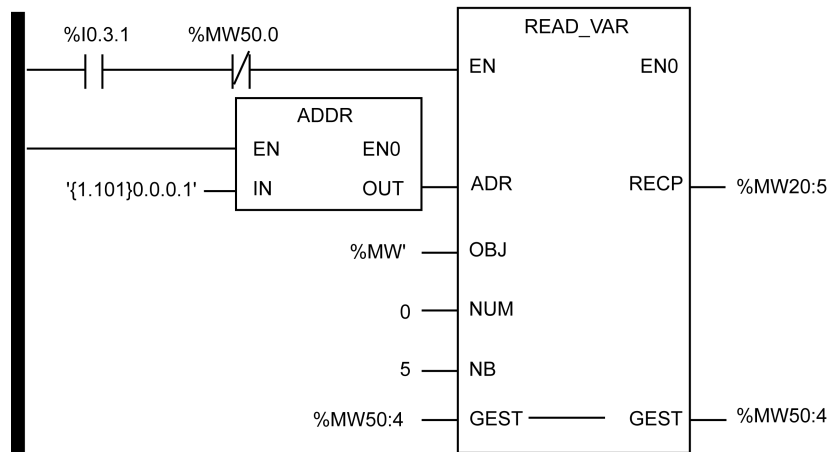 READ_VAR
%I0.3.1 %MW50.0
EN EN0
ADDR
EN EN0
'{1.101}0.0.0.1' IN OUT ADR RECP %MW20:5
%MW' OBJ
0 NUM
5 NB
%MW50:4 GEST GEST %MW50:4